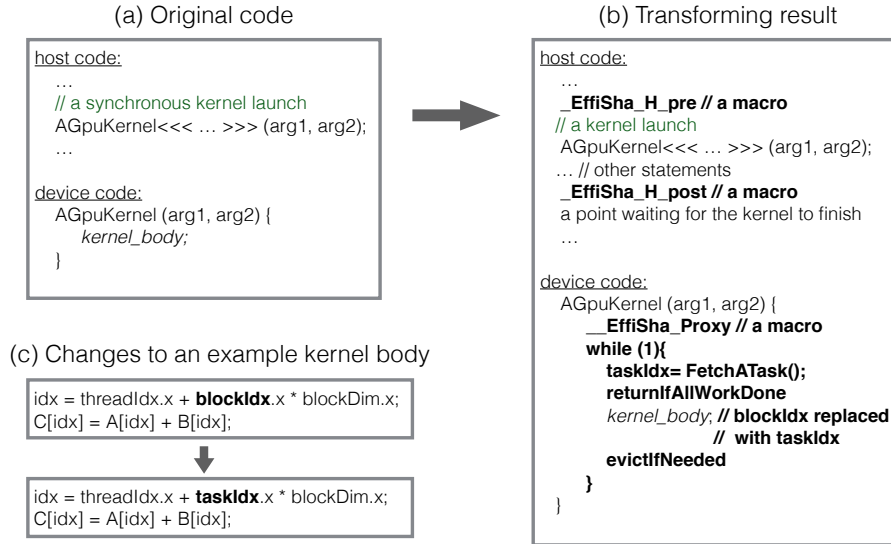 (a) Original code
host code:
…
// a synchronous kernel launch
AGpuKernel<<< … >>> (arg1, arg2);
…
device code:
AGpuKernel (arg1, arg2) {
kernel_body;
}
(b) Transforming result
host code:
…
_EffiSha_H_pre // a macro
// a kernel launch
AGpuKernel<<< … >>> (arg1, arg2);
… // other statements
_EffiSha_H_post // a macro
a point waiting for the kernel to finish
…
device code:
AGpuKernel (arg1, arg2) {
__EffiSha_Proxy // a macro
while (1){
taskIdx= FetchATask();
returnIfAllWorkDone
kernel_body; // blockIdx replaced
// with taskIdx
evictIfNeeded
}
}
(c) Changes to an example kernel body
idx = threadIdx.x + blockIdx.x * blockDim.x;
C[idx] = A[idx] + B[idx];
idx = threadIdx.x + taskIdx.x * blockDim.x;
C[idx] = A[idx] + B[idx];